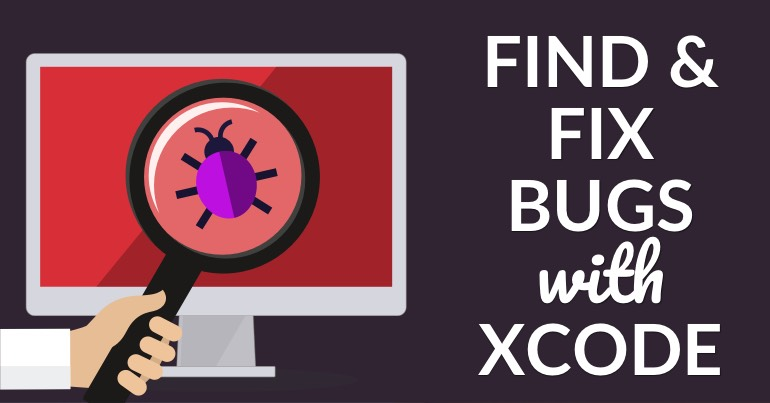 FIND &
FIX
BUGS
with
XCODE